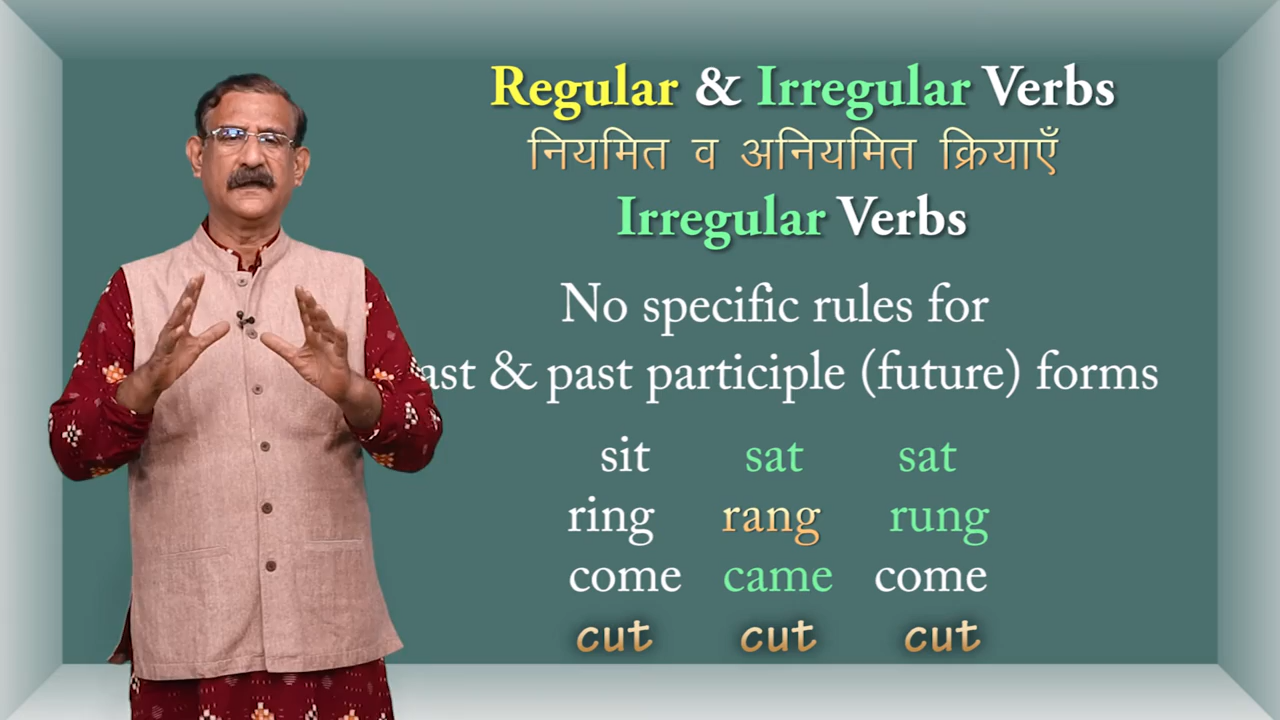 Regular & Irregular Verbs
नियमित व अनियमित क्रियाएँ
Irregular Verbs
No specific rules for
& past participle (future) forms
sit sat sat
ring rang rung
come came come
cut cut cut